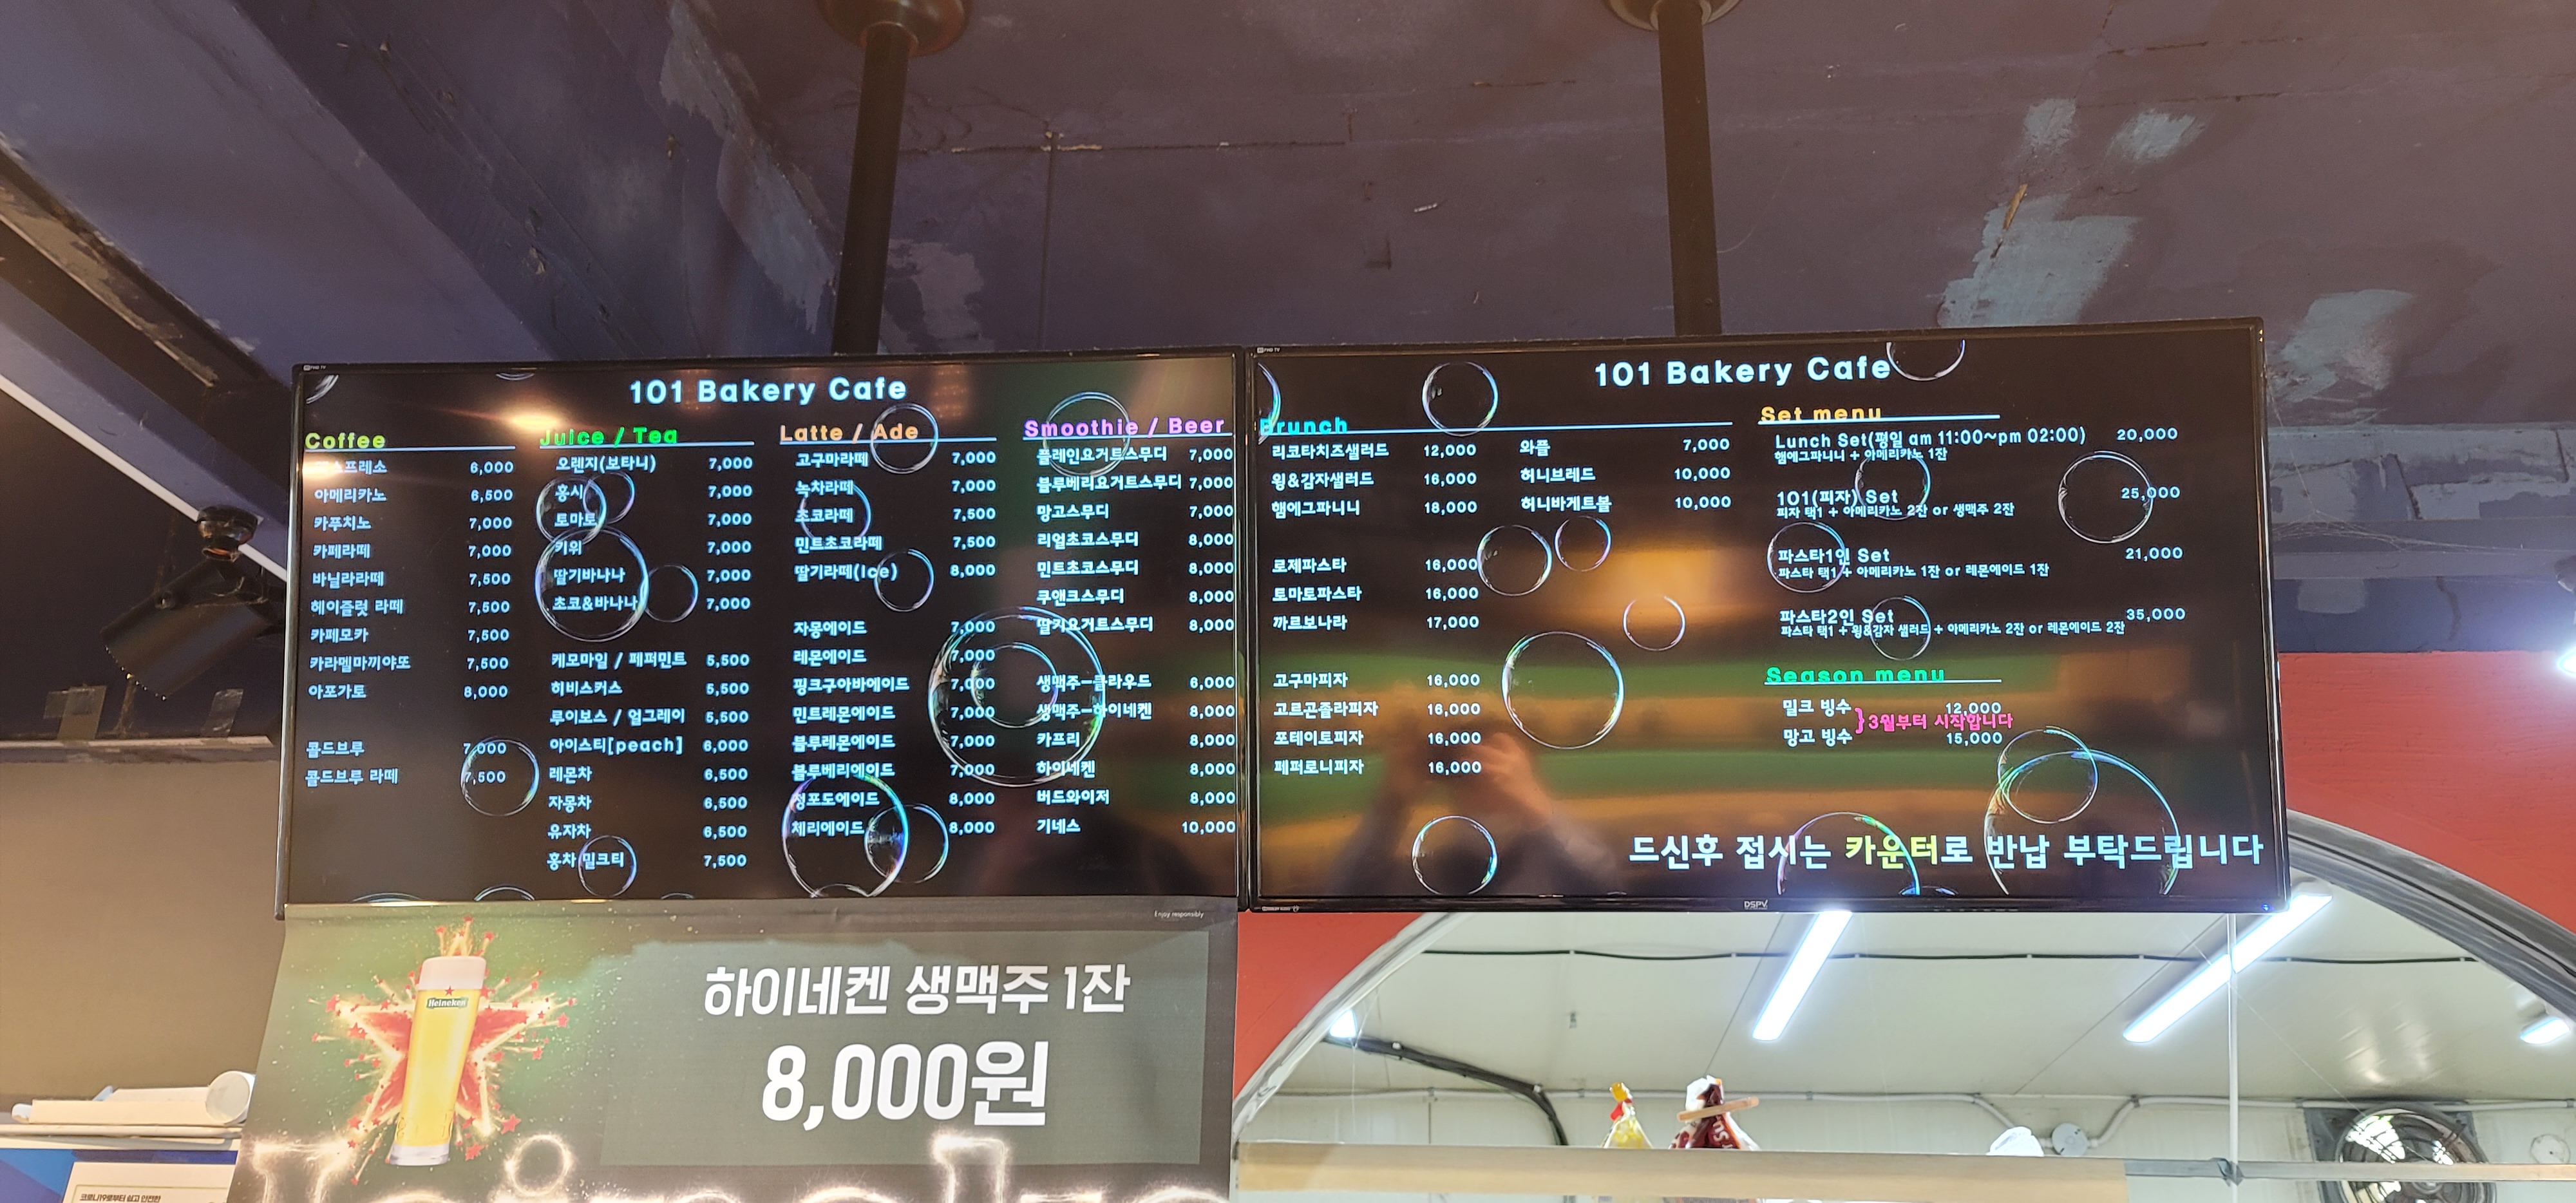 101 Bakery Cafe
Coffee
에스프레소 6,000
아메리카노 6,500
카푸치노 7,000
카페라떼 7,000
바닐라라떼 7,500
헤이즐럿 라떼 7,500
카페모카 7,500
카라멜마끼야또 7,500
아포가토 8,000
콜드브루 7,000
콜드브루 라떼 7,500
Juice / Tea
오렌지(보타니) 7,000
홍시 7,000
토마토 7,000
키위 7,000
딸기바나나 7,000
초코&바나나 7,000
케모마일 / 페퍼민트 5,500
히비스커스 5,500
루이보스 / 얼그레이 5,500
아이스티[peach] 6,000
레몬차 6,500
자몽차 6,500
유자차 6,500
홍차 밀크티 7,500
Latte / Ade
고구마라떼 7,000
녹차라떼 7,000
초코라떼 7,500
민트초코라떼 7,500
딸기라떼(Ice) 8,000
자몽에이드 7,000
레몬에이드 7,000
핑크구아바에이드 7,000
민트레몬에이드 7,000
블루레몬에이드 7,000
블루베리에이드 7,000
청포도에이드 8,000
체리에이드 8,000
Smoothie / Beer
플레인요거트스무디 7,000
블루베리요거트스무디 7,000
망고스무디 7,000
리얼초코스무디 8,000
민트초코스무디 8,000
쿠앤크스무디 8,000
딸기요거트스무디 8,000
생맥주-클라우드 6,000
생맥주-하이네켄 8,000
카프리 8,000
하이네켄 8,000
버드와이저 8,000
기네스 10,000
101 Bakery Cafe
Brunch
리코타치즈샐러드 12,000
윙&감자샐러드 16,000
햄에그파니니 18,000
로제파스타 16,000
토마토파스타 16,000
까르보나라 17,000
고구마피자 16,000
고르곤졸라피자 16,000
포테이토피자 16,000
페퍼로니피자 16,000
와플 7,000
허니브레드 10,000
허니바게트볼 10,000
Set menu
Lunch Set(평일 am 11:00~pm 02:00) 20,000
햄에그파니니 + 아메리카노 1잔
101(피자) Set 25,000
피자 택1 + 아메리카노 2잔 or 생맥주 2잔
파스타1인 Set 21,000
파스타 택1 + 아메리카노 1잔 or 레몬에이드 1잔
파스타2인 Set 35,000
파스타 택1 + 윙&감자 샐러드 + 아메리카노 2잔 or 레몬에이드 2잔
Season menu
밀크 빙수 12,000
}3월부터 시작합니다
망고 빙수 15,000
드신후 접시는 카운터로 반납 부탁드립니다
DSPV
Enjoy responsibly
Heineken
하이네켄 생맥주 1잔
8,000원
코로나19로부터 쉽고 안전한